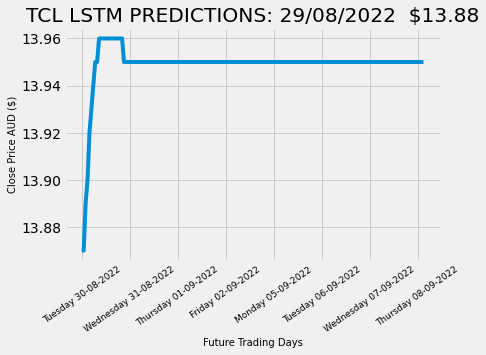 TCL LSTM PREDICTIONS: 29/08/2022 $13.88
13.96
13.94
13.92
13.90
13.88
Close Price AUD ($)
Tuesday 30-08-2022
Wednesday 31-08-2022
Thursday 01-09-2022
Friday 02-09-2022
Monday 05-09-2022
Tuesday 06-09-2022
Wednesday 07-09-2022
Thursday 08-09-2022
Future Trading Days